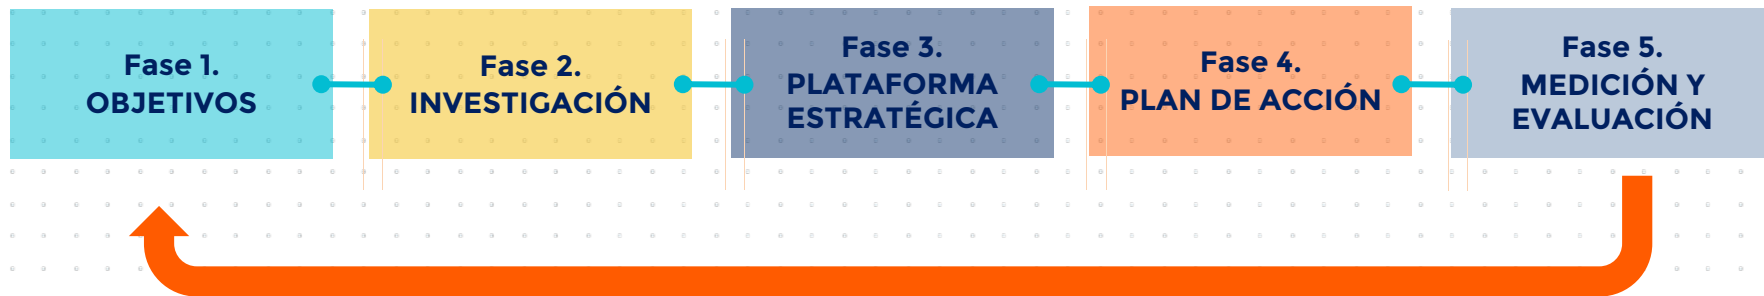 Fase 1.
OBJETIVOS
Fase 2.
INVESTIGACIÓN
Fase 3.
PLATAFORMA
ESTRATÉGICA
Fase 4.
PLAN DE ACCIÓN
Fase 5.
MEDICIÓN Y
EVALUACIÓN